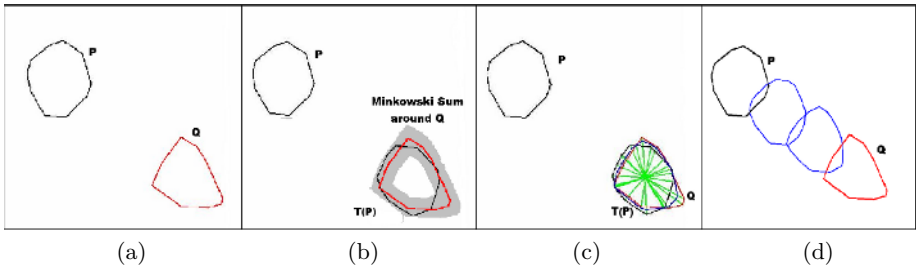 P
Q
P
Minkowski Sum
around Q
T(P)
P
T(P)
Q
P
Q
(a)
(b)
(c)
(d)